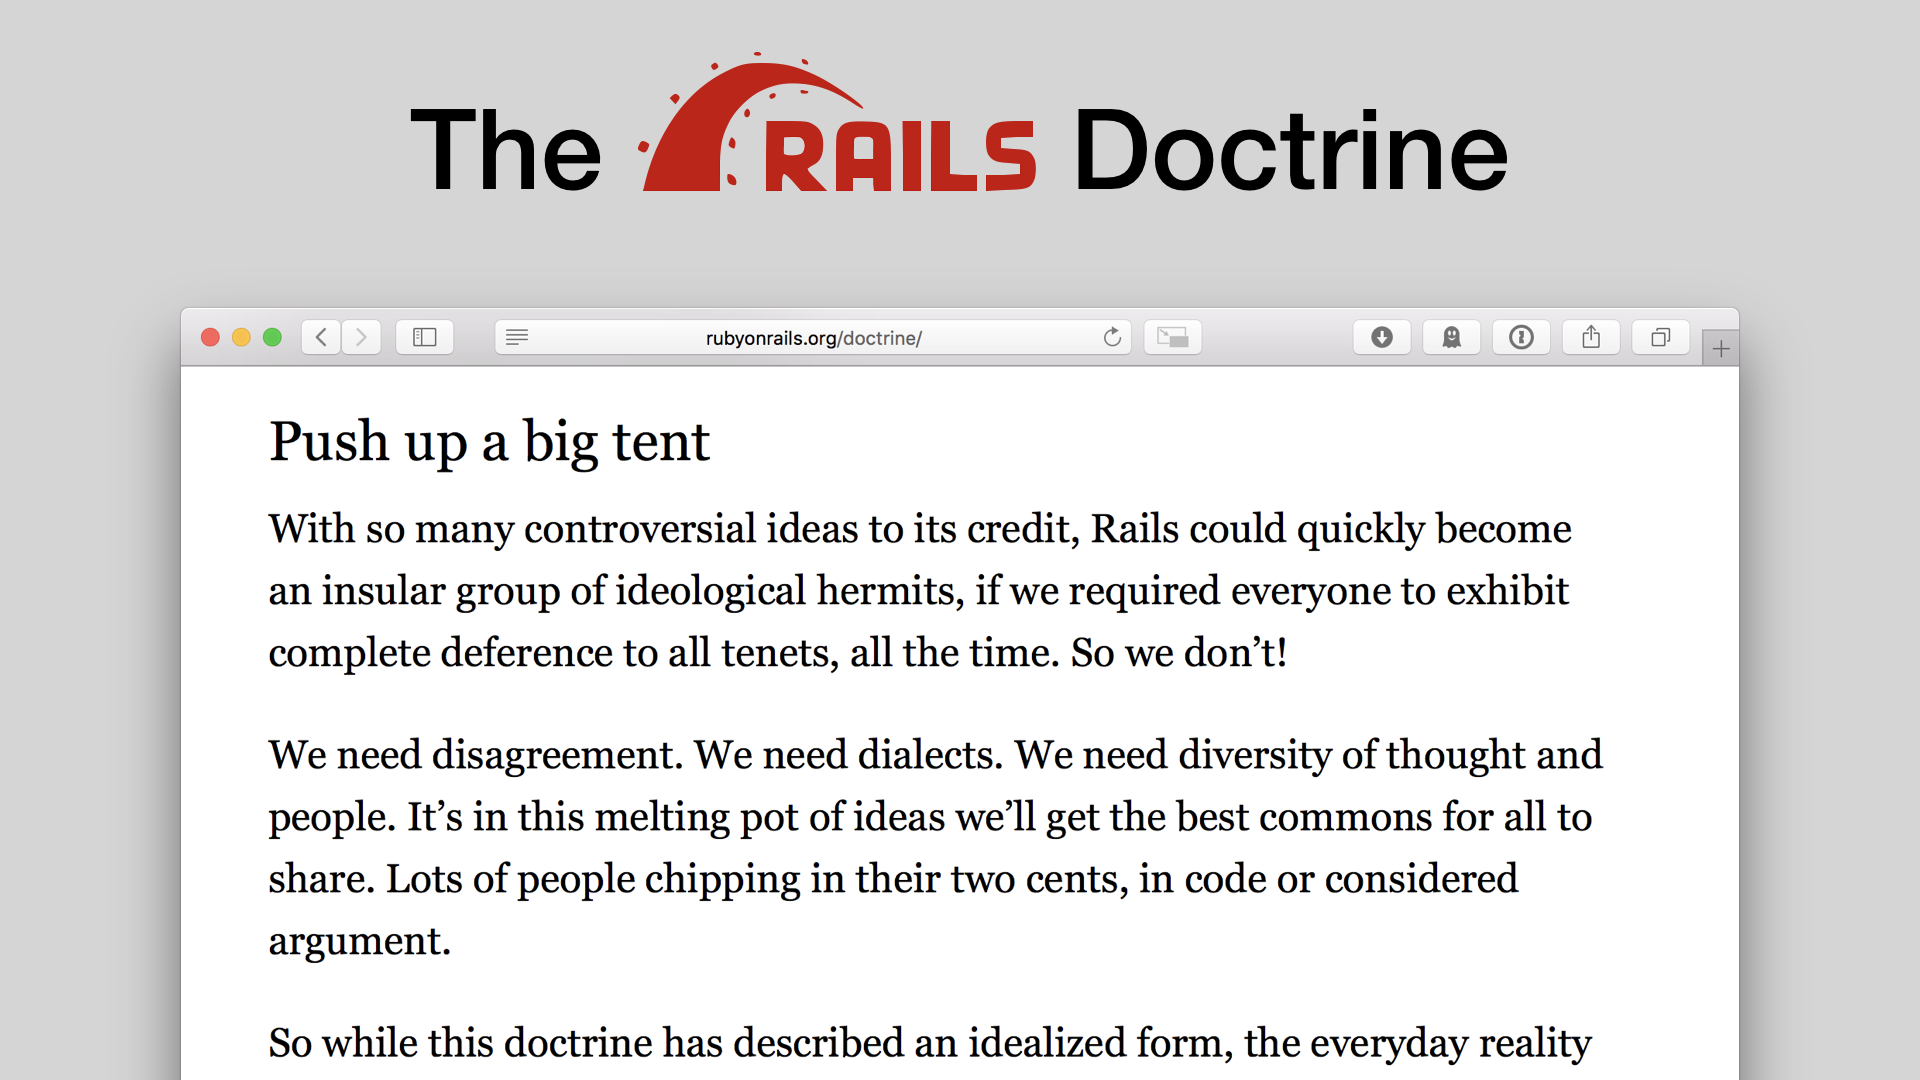 The RAILS Doctrine
rubyonrails.org/doctrine/
Push up a big tent
With so many controversial ideas to its credit, Rails could quickly become
an insular group of ideological hermits, if we required everyone to exhibit
complete deference to all tenets, all the time. So we don’t!
We need disagreement. We need dialects. We need diversity of thought and
people. It’s in this melting pot of ideas we’ll get the best commons for all to
share. Lots of people chipping in their two cents, in code or considered
argument.
So while this doctrine has described an idealized form, the everyday reality